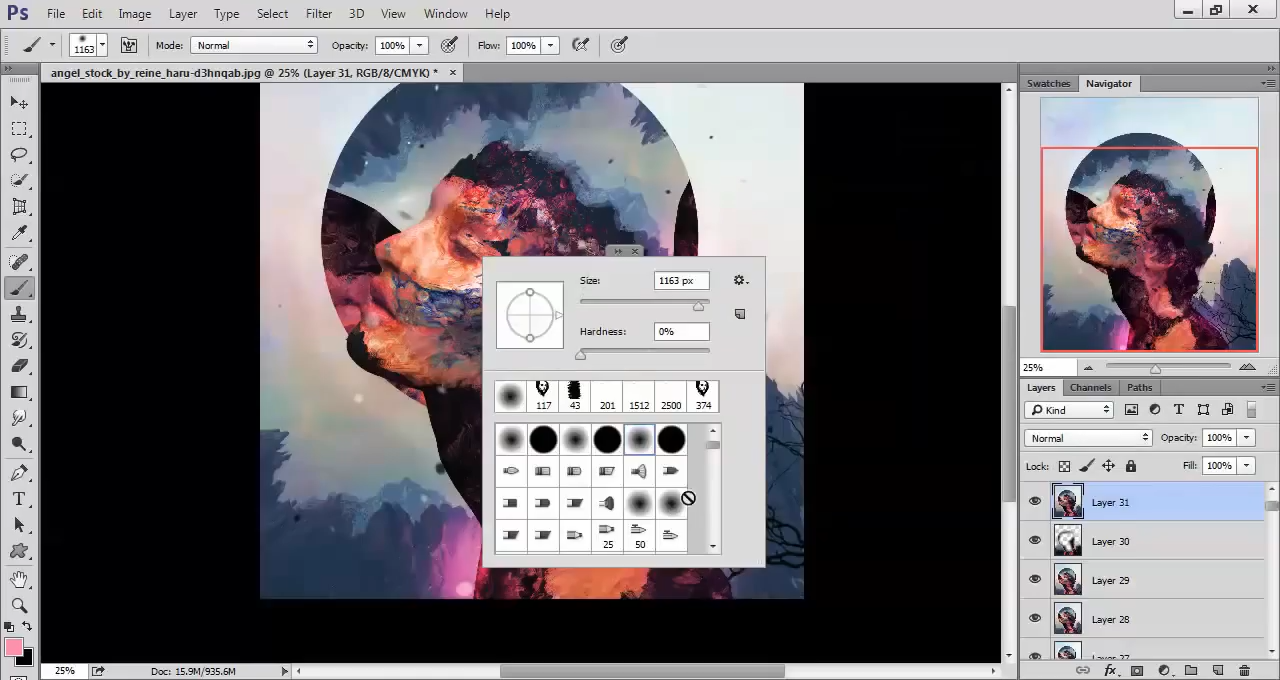 Ps File Edit Image Layer Type Select Filter 3D View Window Help
1163 Mode: Normal Opacity: 100% Flow: 100%
angel_stock_by_reine_haru-d3hnqab.jpg @ 25% (Layer 31, RGB/8/CMYK) *
Swatches Navigator
Size: 1163 px
Hardness: 0%
117 43 201 1512 2500 374
25 50
25%
Layers Channels Paths
Kind
Normal Opacity: 100%
Lock: Fill: 100%
Layer 31
Layer 30
Layer 29
Layer 28
25% Doc: 15.9M/935.6M